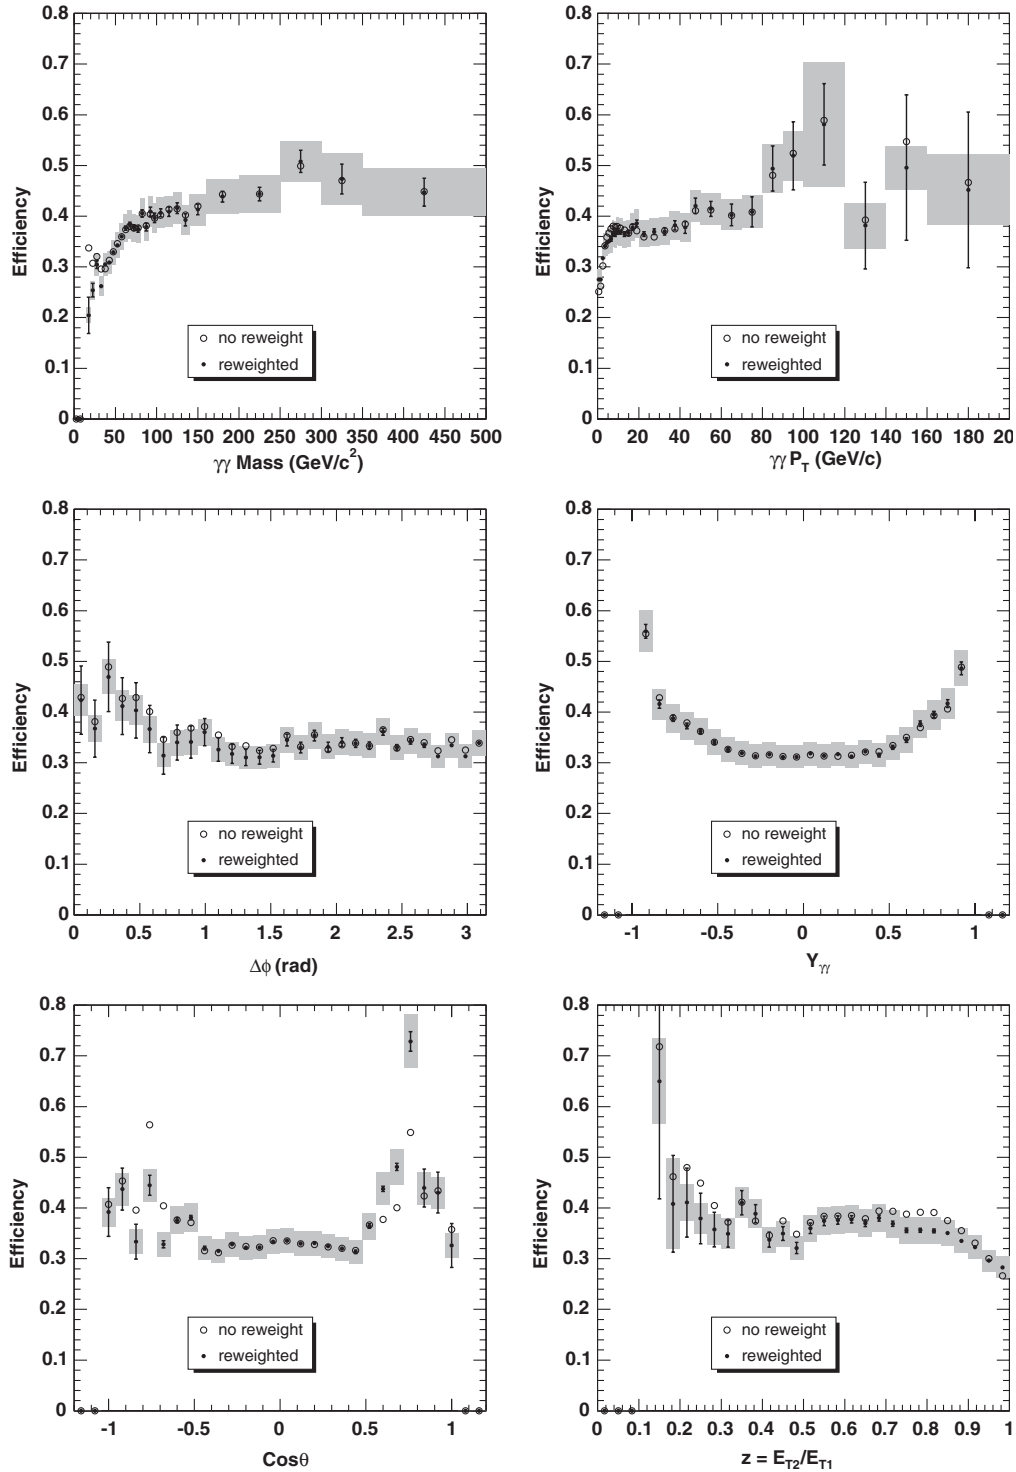 0.8
0.7
0.6
0.5
0.4
0.3
0.2
0.1
0
Efficiency
no reweight
reweighted
0 50 100 150 200 250 300 350 400 450 500
γγ Mass (GeV/c²)
0.8
0.7
0.6
0.5
0.4
0.3
0.2
0.1
0
Efficiency
no reweight
reweighted
0 20 40 60 80 100 120 140 160 180 200
γγ P_T (GeV/c)
0.8
0.7
0.6
0.5
0.4
0.3
0.2
0.1
0
Efficiency
no reweight
reweighted
0 0.5 1 1.5 2 2.5 3
Δϕ (rad)
0.8
0.7
0.6
0.5
0.4
0.3
0.2
0.1
0
Efficiency
no reweight
reweighted
-1 -0.5 0 0.5 1
Y_γγ
0.8
0.7
0.6
0.5
0.4
0.3
0.2
0.1
0
Efficiency
no reweight
reweighted
-1 -0.5 0 0.5 1
Cosθ
0.8
0.7
0.6
0.5
0.4
0.3
0.2
0.1
0
Efficiency
no reweight
reweighted
0 0.1 0.2 0.3 0.4 0.5 0.6 0.7 0.8 0.9 1
z = E_T2/E_T1